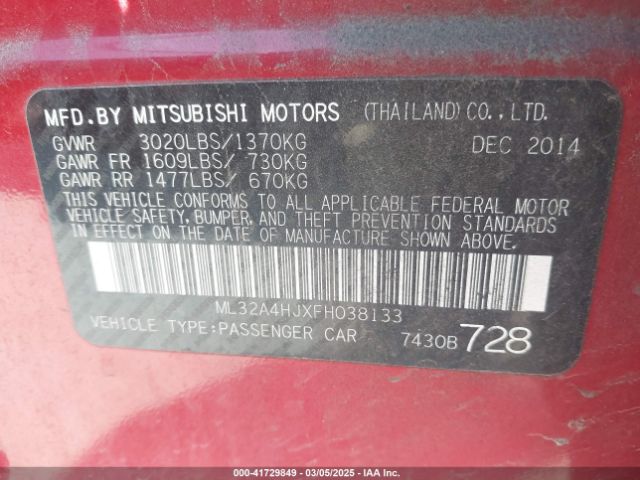 MFD.BY MITSUBISHI MOTORS (THAILAND) CO.,LTD.
GVWR 3020LBS/1370KG DEC 2014
GAWR FR 1609LBS/ 730KG
GAWR RR 1477LBS/ 670KG
THIS VEHICLE CONFORMS TO ALL APPLICABLE FEDERAL MOTOR
VEHICLE SAFETY, BUMPER, AND THEFT PREVENTION STANDARDS
IN EFFECT ON THE DATE OF MANUFACTURE SHOWN ABOVE.
ML32A4HJXFH038133
VEHICLE TYPE:PASSENGER CAR 7430B 728
000-41729849 - 03/05/2025 - IAA Inc.